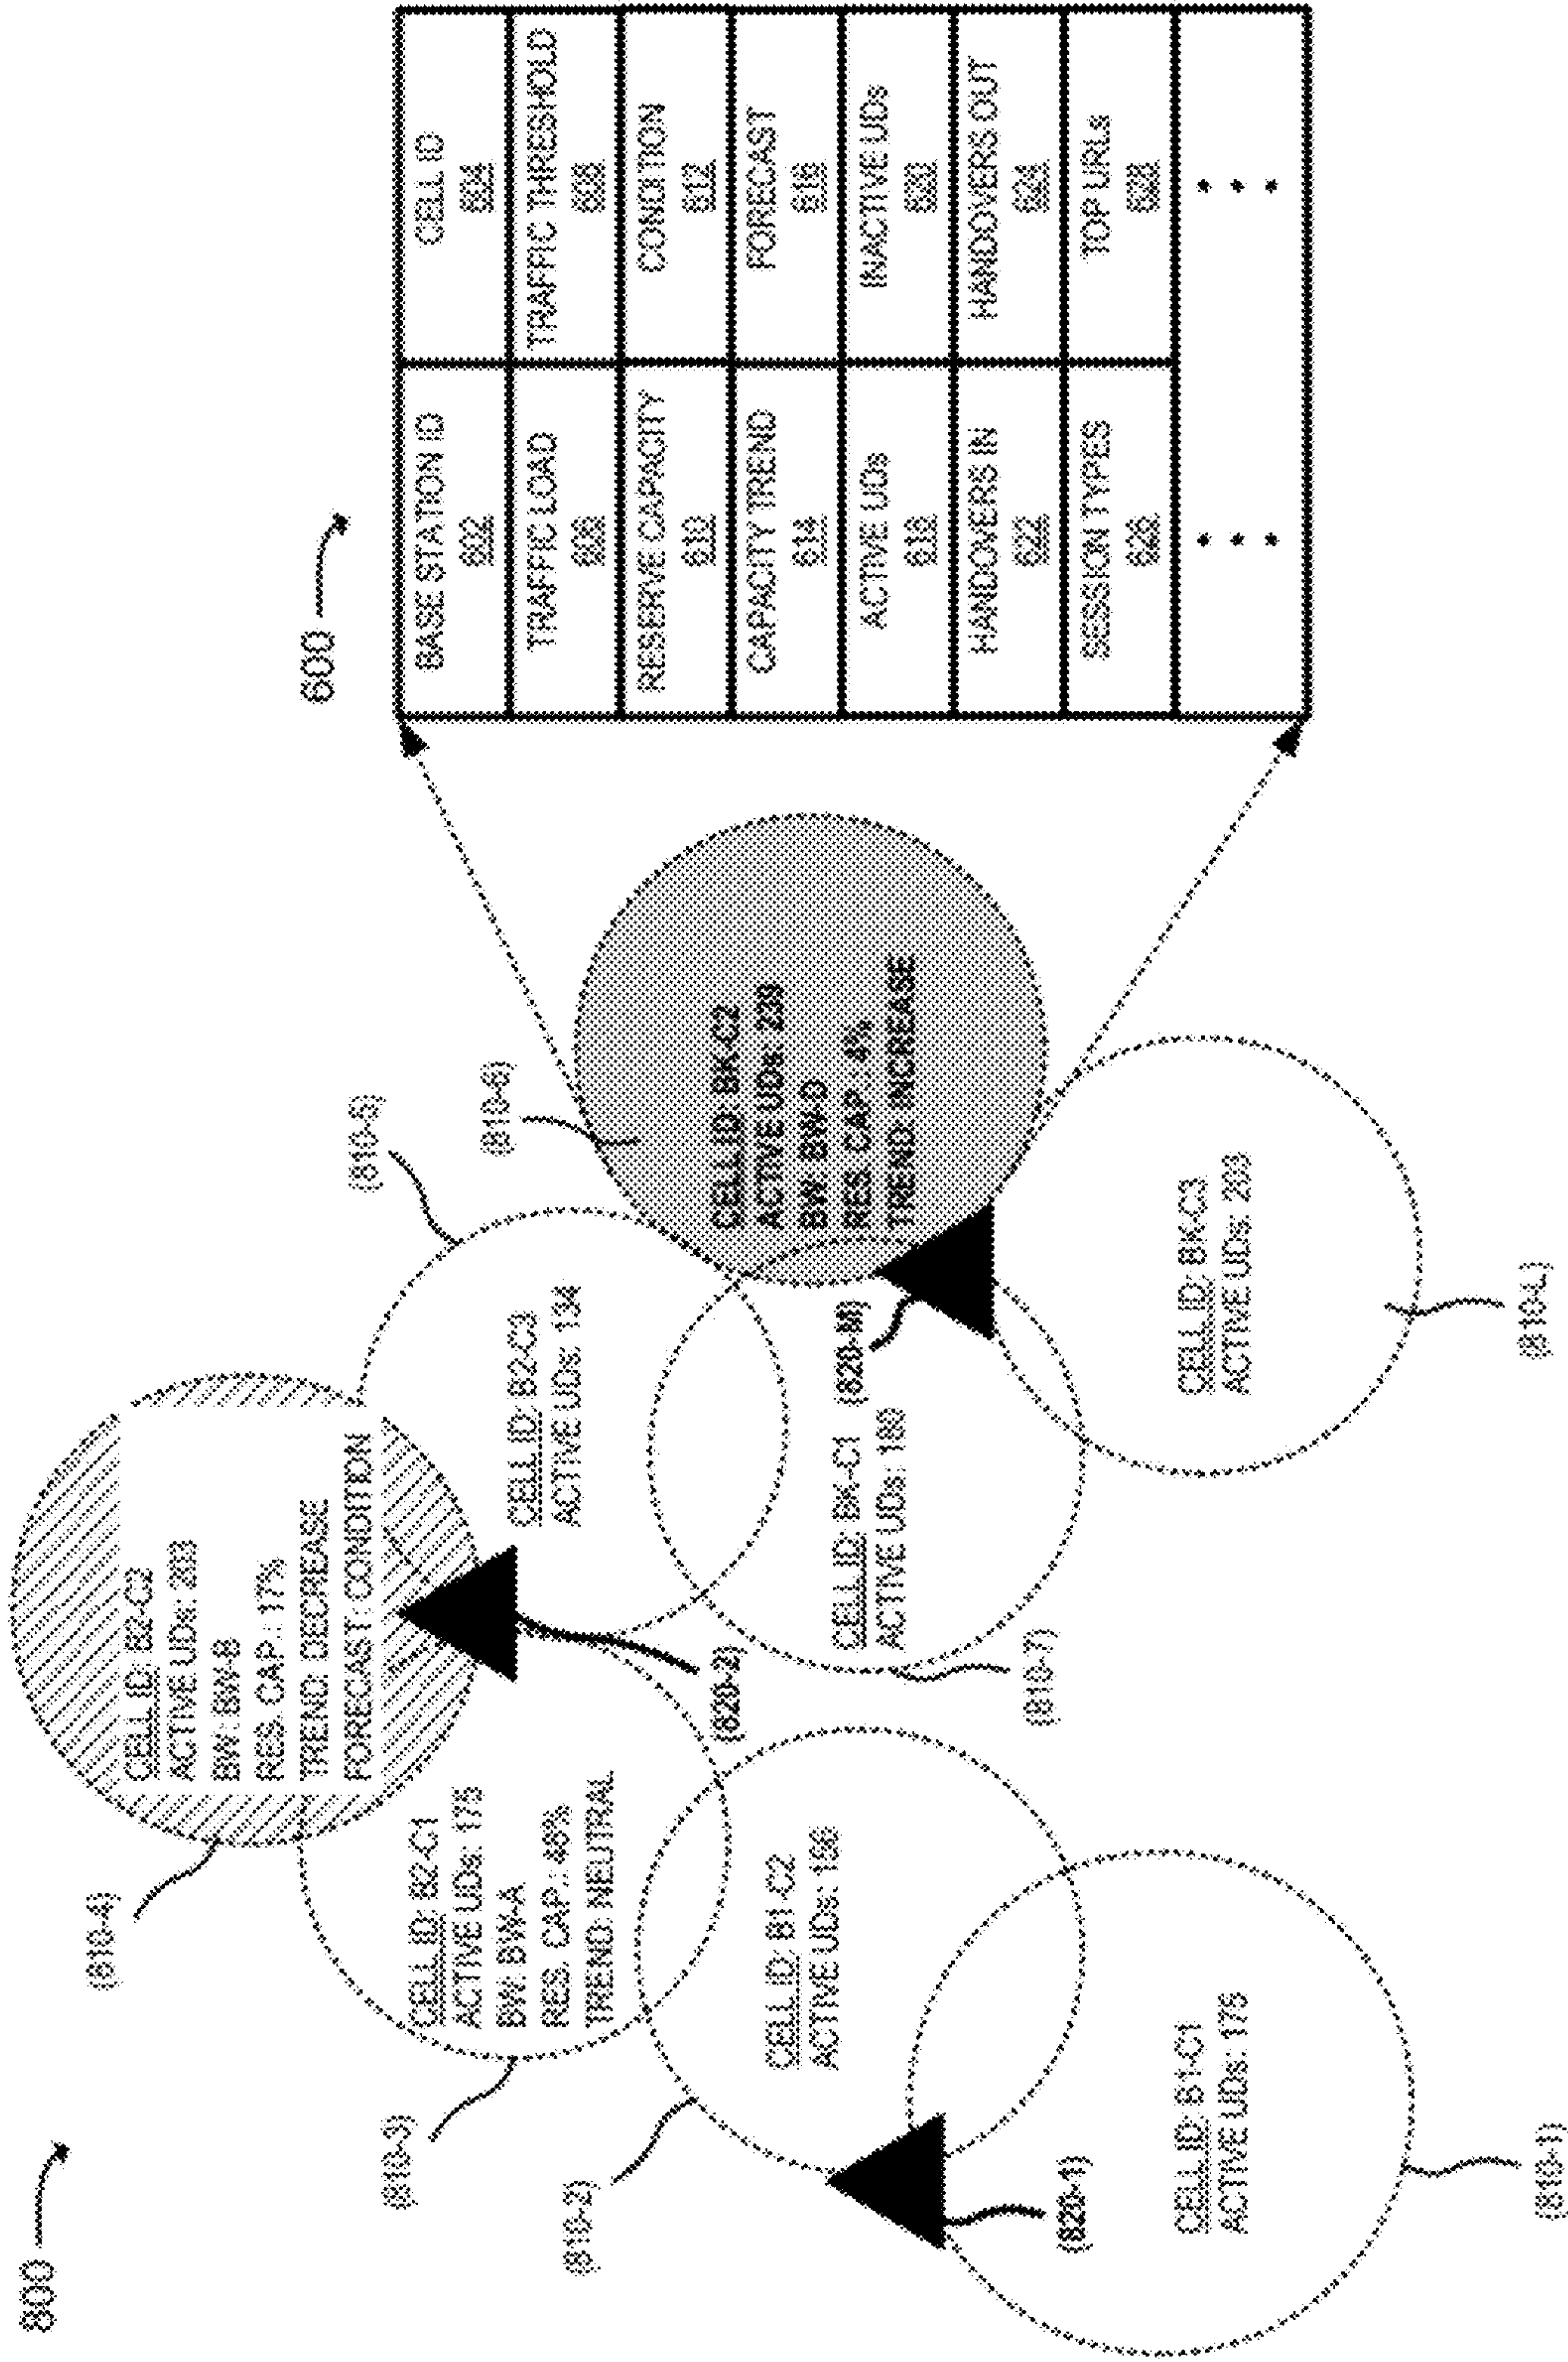 800
600
(810-4)
CELL ID: B2-C2
ACTIVE UDs: 203
BW: BW-B
RES. CAP.: 17%
TREND: DECREASE
FORECAST: CONDITION
(810-5)
(810-3)
CELL ID: B2-C1
ACTIVE UDs: 175
BW: BW-A
RES. CAP.: 46%
TREND: NEUTRAL
CELL ID: B2-C3
ACTIVE UDs: 134
(810-6)
(820-2)
CELL ID: BK-C2
ACTIVE UDs: 239
BW: BW-D
RES. CAP.: 4%
TREND: INCREASE
(810-2)
CELL ID: B1-C2
ACTIVE UDs: 156
CELL ID: BK-C1
ACTIVE UDs: 180
(820-M)
(810-7)
(820-1)
CELL ID: B1-C1
ACTIVE UDs: 175
CELL ID: BK-C3
ACTIVE UDs: 203
(810-1)
(810-L)
BASE STATION ID
602
CELL ID
604
TRAFFIC LOAD
606
TRAFFIC THRESHOLD
608
RESERVE CAPACITY
610
CONDITION
612
CAPACITY TREND
614
FORECAST
616
ACTIVE UDs
618
INACTIVE UDs
620
HANDOVERS IN
622
HANDOVERS OUT
624
SESSION TYPES
626
TOP URLs
628